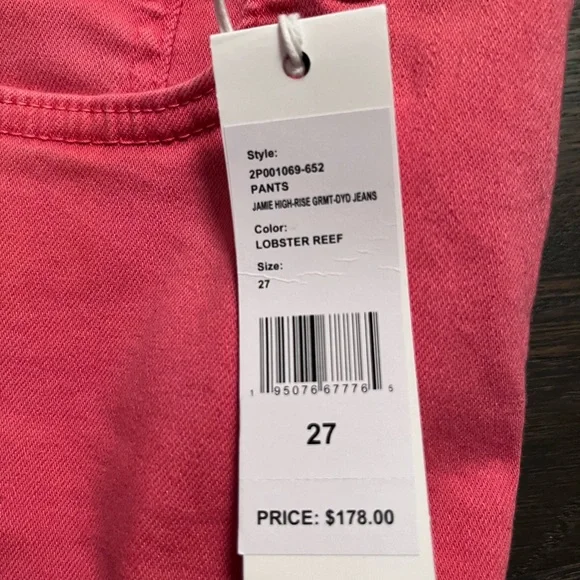 Style:
2P001069-652
PANTS
JAMIE HIGH-RISE GRMT-DYD JEANS
Color:
LOBSTER REEF
Size:
27
1 95076 67776 5
27
PRICE: $178.00